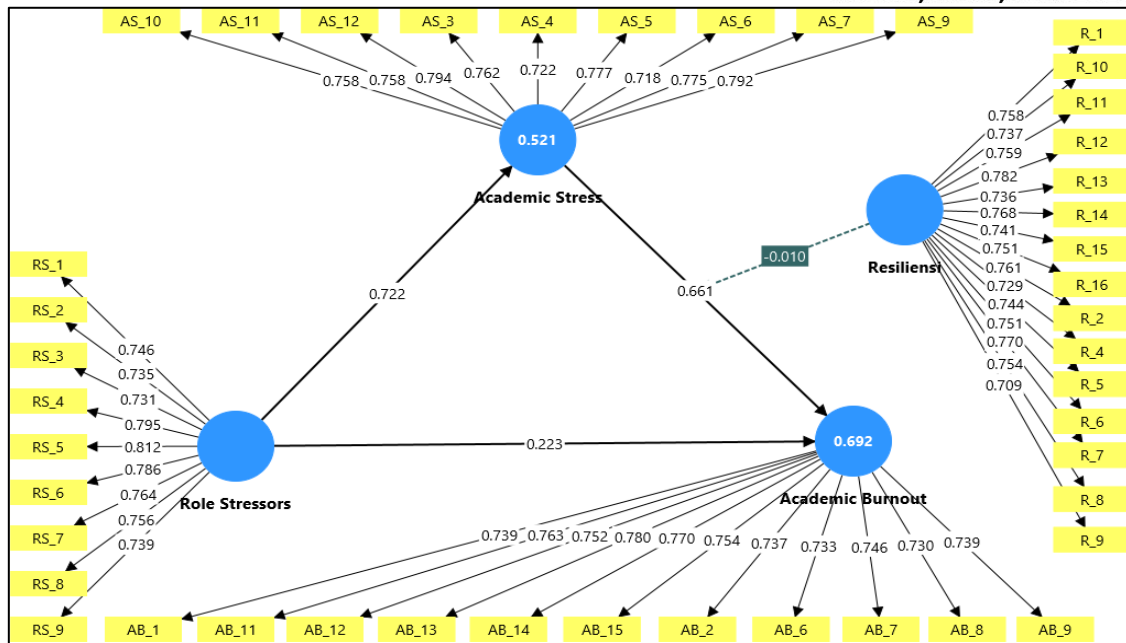 AS_10 AS_11 AS_12 AS_3 AS_4 AS_5 AS_6 AS_7 AS_9
0.758 0.758 0.794 0.762 0.722 0.777 0.718 0.775 0.792
0.521
Academic Stress
R_1
R_10
R_11
R_12
R_13
R_14
R_15
R_16
R_2
R_4
R_5
R_6
R_7
R_8
R_9
0.758
0.737
0.759
0.782
0.736
0.768
0.741
0.751
0.761
0.729
0.744
0.751
0.770
0.754
0.709
Resiliensi
-0.010
0.722
0.661
RS_1
RS_2
RS_3
RS_4
RS_5
RS_6
RS_7
RS_8
RS_9
0.746
0.735
0.731
0.795
0.812
0.786
0.764
0.756
0.739
Role Stressors
0.223
0.692
Academic Burnout
0.739 0.763 0.752 0.780 0.770 0.754 0.737 0.733 0.746 0.730 0.739
AB_1 AB_11 AB_12 AB_13 AB_14 AB_15 AB_2 AB_6 AB_7 AB_8 AB_9